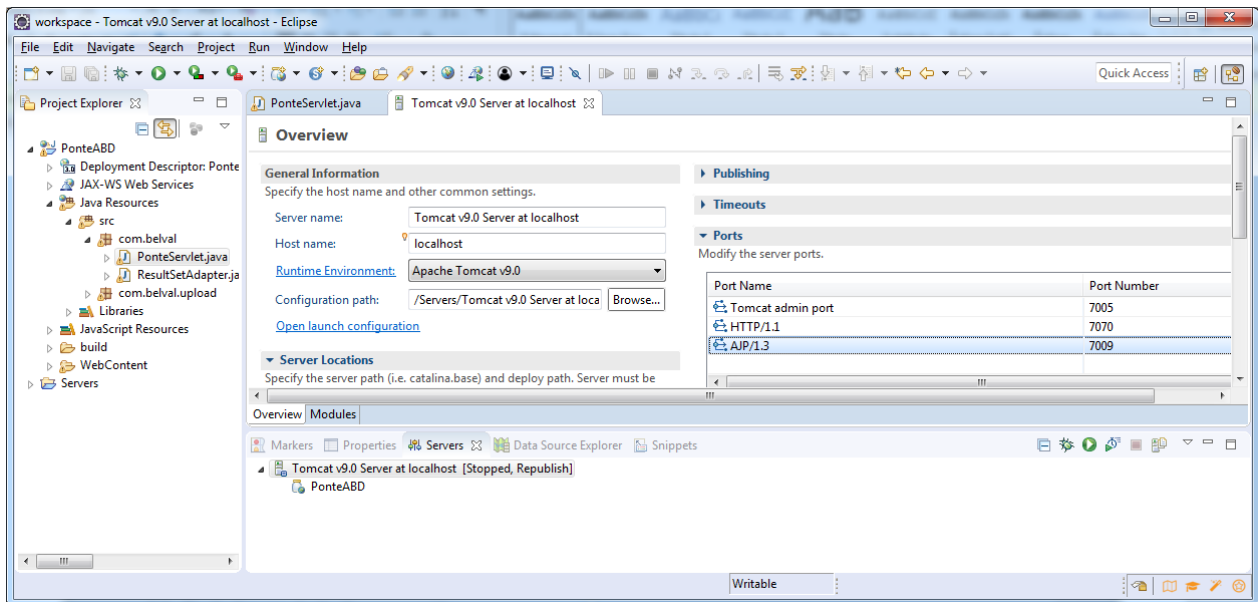 workspace - Tomcat v9.0 Server at localhost - Eclipse
File Edit Navigate Search Project Run Window Help
Quick Access
Project Explorer
PonteServlet.java
Tomcat v9.0 Server at localhost
PonteABD
Deployment Descriptor: Ponte
JAX-WS Web Services
Java Resources
src
com.belval
PonteServlet.java
ResultSetAdapter.ja
com.belval.upload
Libraries
JavaScript Resources
build
WebContent
Servers
Overview
General Information
Specify the host name and other common settings.
Server name:
Tomcat v9.0 Server at localhost
Host name:
localhost
Runtime Environment:
Apache Tomcat v9.0
Configuration path:
/Servers/Tomcat v9.0 Server at loca
Browse...
Open launch configuration
Server Locations
Specify the server path (i.e. catalina.base) and deploy path. Server must be
Publishing
Timeouts
Ports
Modify the server ports.
Port Name Port Number
Tomcat admin port 7005
HTTP/1.1 7070
AJP/1.3 7009
Overview Modules
Markers Properties Servers Data Source Explorer Snippets
Tomcat v9.0 Server at localhost [Stopped, Republish]
PonteABD
Writable